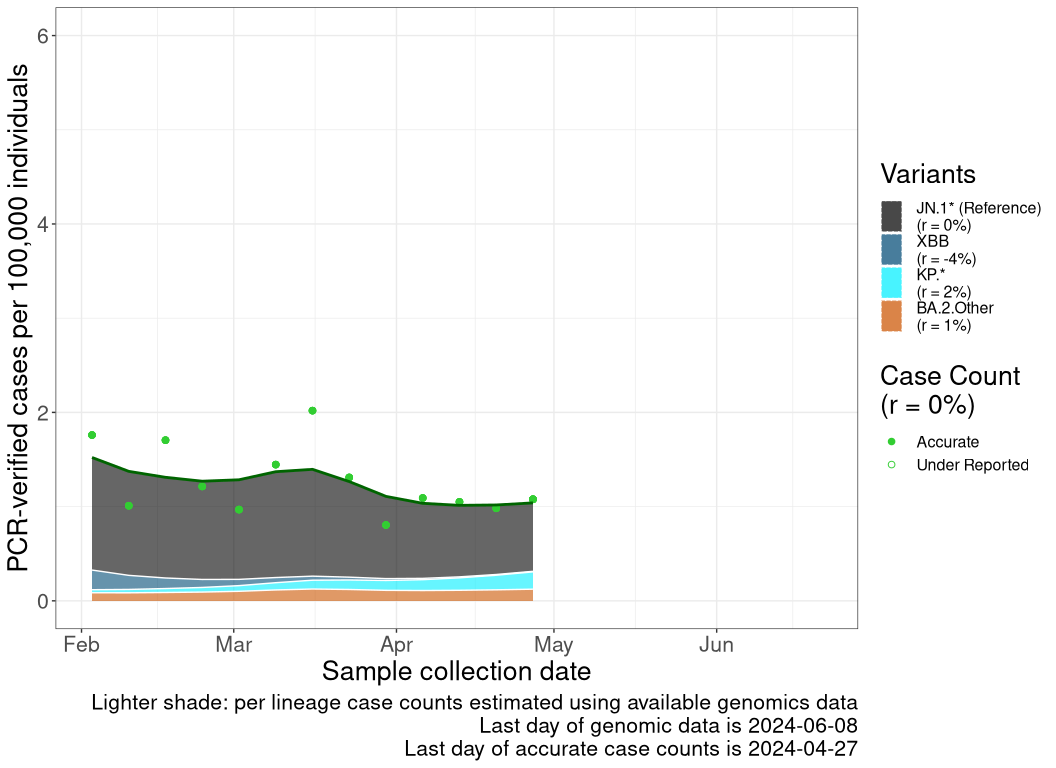 PCR-verified cases per 100,000 individuals
6
4
2
0
Feb
Mar
Apr
May
Jun
Sample collection date
Lighter shade: per lineage case counts estimated using available genomics data
Last day of genomic data is 2024-06-08
Last day of accurate case counts is 2024-04-27
Variants
JN.1* (Reference)
(r = 0%)
XBB
(r = -4%)
KP.*
(r = 2%)
BA.2.Other
(r = 1%)
Case Count
(r = 0%)
Accurate
Under Reported